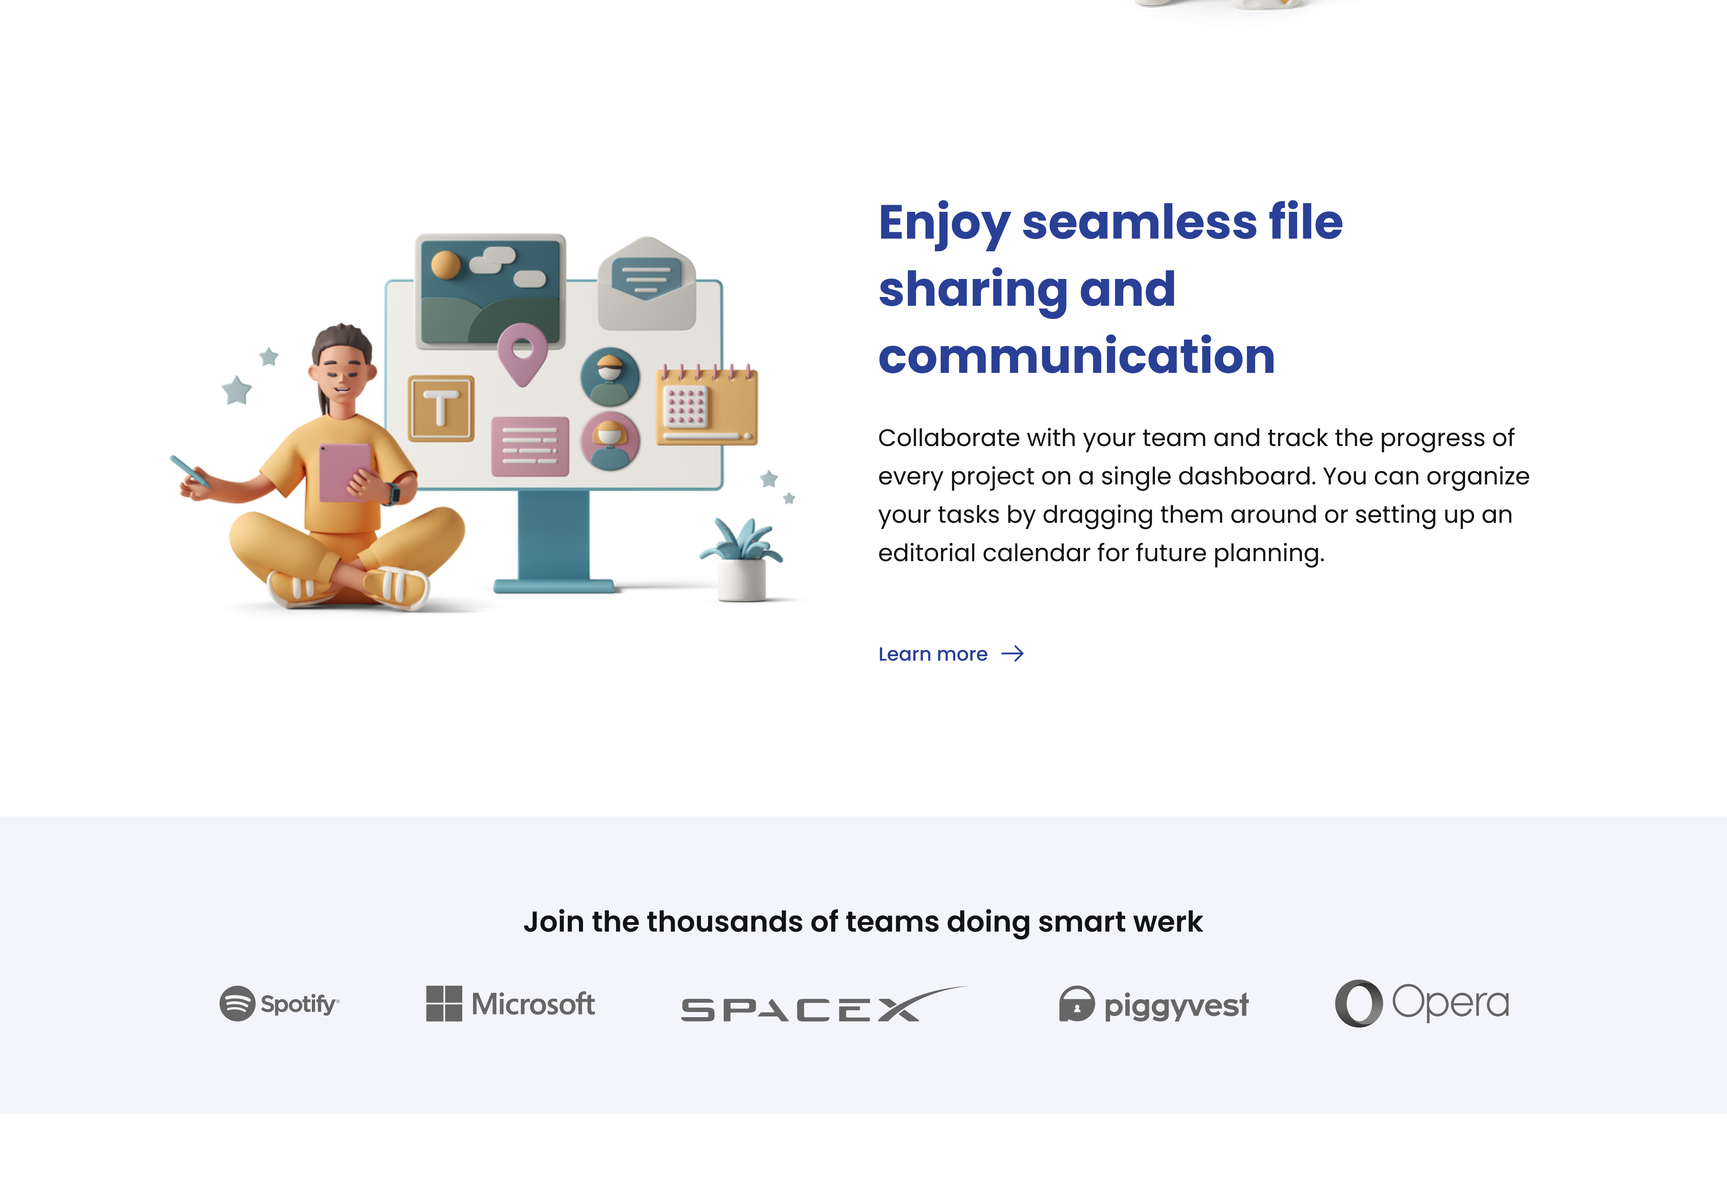 Enjoy seamless file
sharing and
communication
Collaborate with your team and track the progress of
every project on a single dashboard. You can organize
your tasks by dragging them around or setting up an
editorial calendar for future planning.
Learn more
T
Join the thousands of teams doing smart werk
Spotify®
Microsoft
SPACEX
piggyvest
Opera